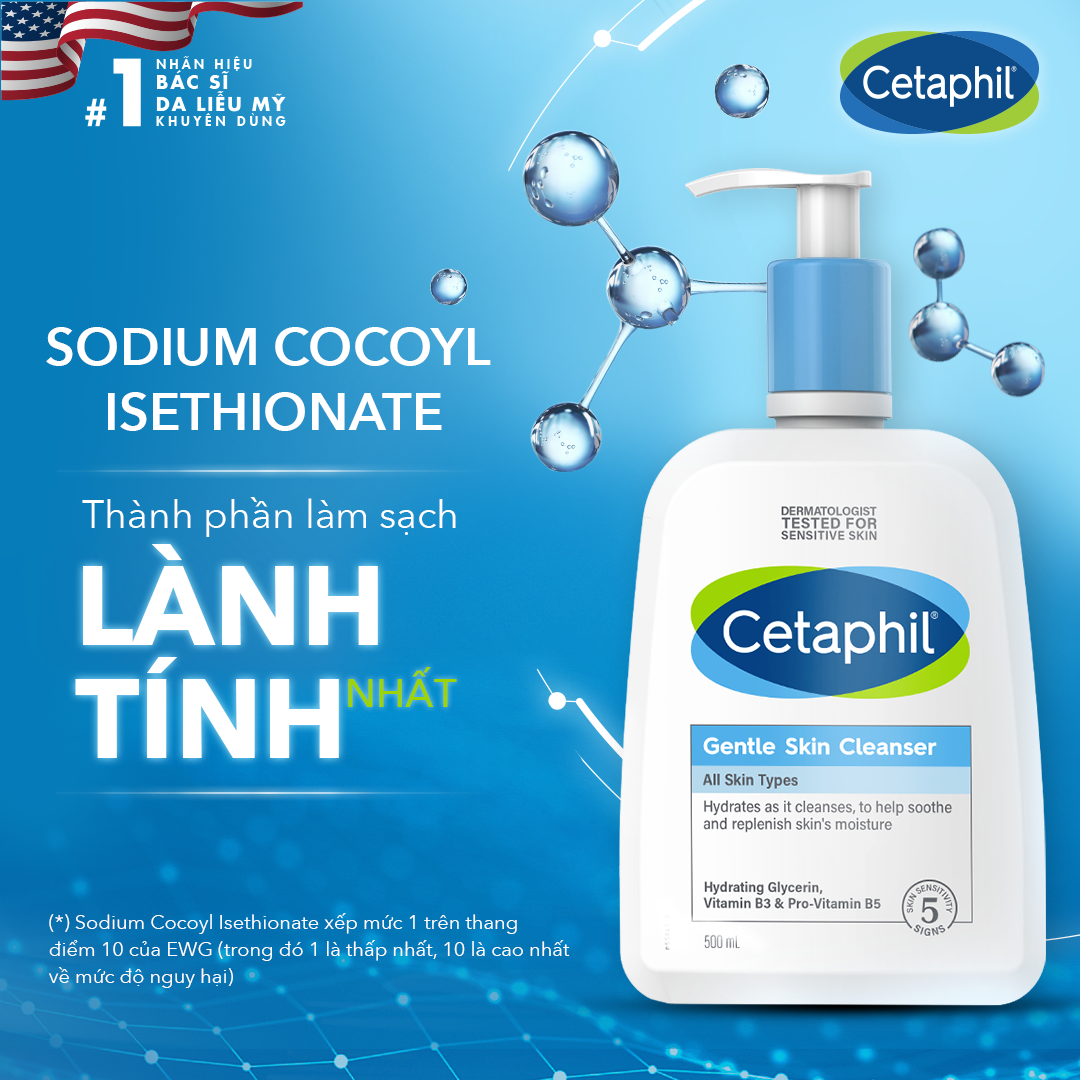 #1
NHÃN HIỆU
BÁC SĨ
DA LIỄU MỸ
KHUYÊN DÙNG
Cetaphil®
SODIUM COCOYL
ISETHIONATE
Thành phần làm sạch
LÀNH
TÍNH NHẤT
(*) Sodium Cocoyl Isethionate xếp mức 1 trên thang
điểm 10 của EWG (trong đó 1 là thấp nhất, 10 là cao nhất
về mức độ nguy hại)
DERMATOLOGIST
TESTED FOR
SENSITIVE SKIN
Cetaphil®
Gentle Skin Cleanser
All Skin Types
Hydrates as it cleanses, to help soothe
and replenish skin's moisture
Hydrating Glycerin,
Vitamin B3 & Pro-Vitamin B5
SKIN SENSITIVITY
5
SIGNS
500 mL